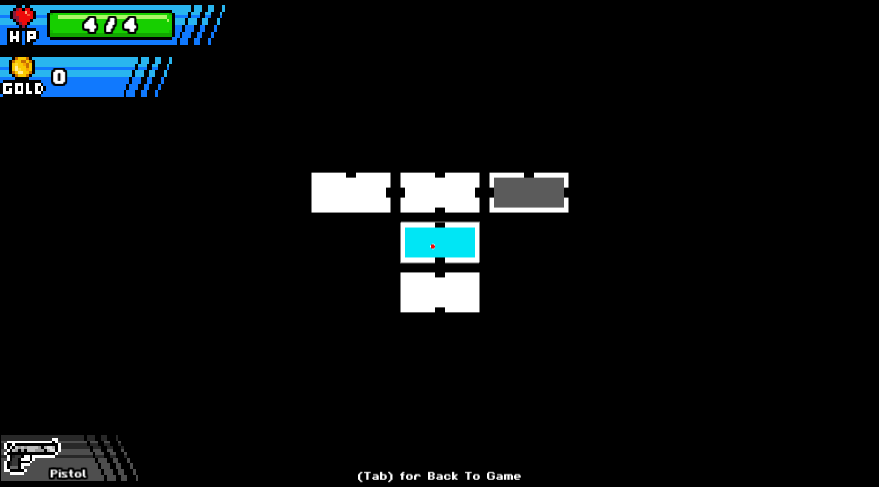 HP
4/4
GOLD
0
Pistol
(Tab) for Back To Game